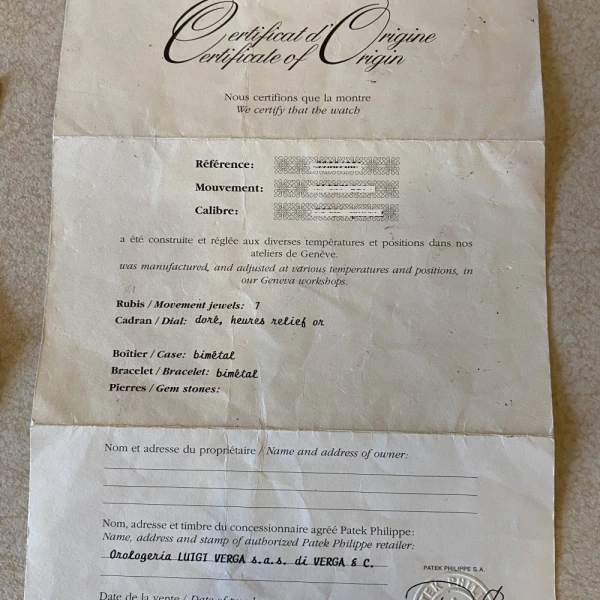 Certificat d'Origine
Certificate of Origin
Nous certifions que la montre
We certify that the watch
Référence:
Mouvement:
Calibre:
a été construite et réglée aux diverses températures et positions dans nos
ateliers de Genève.
was manufactured, and adjusted at various temperatures and positions, in
our Geneva workshops.
Rubis / Movement jewels: 7
Cadran / Dial: doré, heures relief or
Boîtier / Case: bimétal
Bracelet / Bracelet: bimétal
Pierres / Gem stones:
Nom et adresse du propriétaire / Name and address of owner:
Nom, adresse et timbre du concessionnaire agréé Patek Philippe:
Name, address and stamp of authorized Patek Philippe retailer:
Orologeria LUIGI VERGA s.a.s. di VERGA & C.
PATEK PHILIPPE S.A.
Date de la vente /